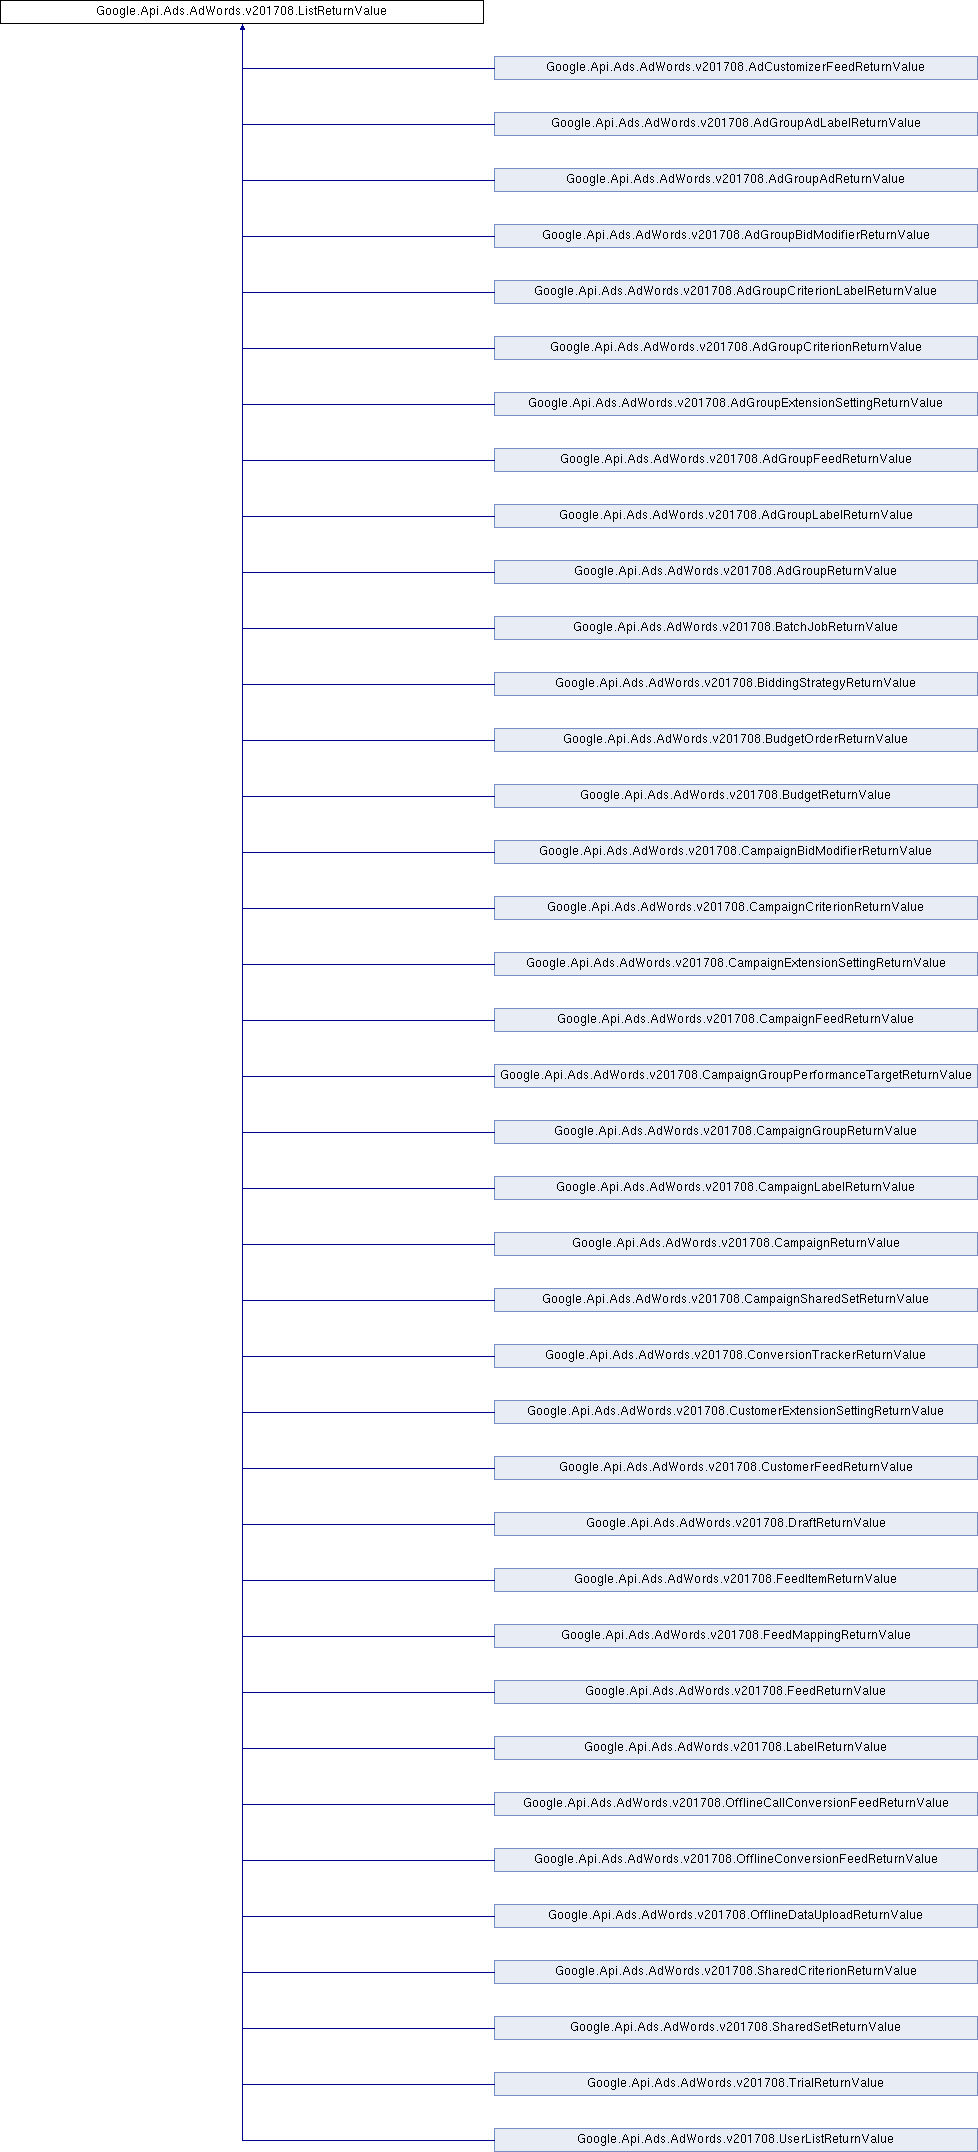 Google.Api.Ads.AdWords.v201708.ListReturnValue
Google.Api.Ads.AdWords.v201708.AdCustomizerFeedReturnValue
Google.Api.Ads.AdWords.v201708.AdGroupAdLabelReturnValue
Google.Api.Ads.AdWords.v201708.AdGroupAdReturnValue
Google.Api.Ads.AdWords.v201708.AdGroupBidModifierReturnValue
Google.Api.Ads.AdWords.v201708.AdGroupCriterionLabelReturnValue
Google.Api.Ads.AdWords.v201708.AdGroupCriterionReturnValue
Google.Api.Ads.AdWords.v201708.AdGroupExtensionSettingReturnValue
Google.Api.Ads.AdWords.v201708.AdGroupFeedReturnValue
Google.Api.Ads.AdWords.v201708.AdGroupLabelReturnValue
Google.Api.Ads.AdWords.v201708.AdGroupReturnValue
Google.Api.Ads.AdWords.v201708.BatchJobReturnValue
Google.Api.Ads.AdWords.v201708.BiddingStrategyReturnValue
Google.Api.Ads.AdWords.v201708.BudgetOrderReturnValue
Google.Api.Ads.AdWords.v201708.BudgetReturnValue
Google.Api.Ads.AdWords.v201708.CampaignBidModifierReturnValue
Google.Api.Ads.AdWords.v201708.CampaignCriterionReturnValue
Google.Api.Ads.AdWords.v201708.CampaignExtensionSettingReturnValue
Google.Api.Ads.AdWords.v201708.CampaignFeedReturnValue
Google.Api.Ads.AdWords.v201708.CampaignGroupPerformanceTargetReturnValue
Google.Api.Ads.AdWords.v201708.CampaignGroupReturnValue
Google.Api.Ads.AdWords.v201708.CampaignLabelReturnValue
Google.Api.Ads.AdWords.v201708.CampaignReturnValue
Google.Api.Ads.AdWords.v201708.CampaignSharedSetReturnValue
Google.Api.Ads.AdWords.v201708.ConversionTrackerReturnValue
Google.Api.Ads.AdWords.v201708.CustomerExtensionSettingReturnValue
Google.Api.Ads.AdWords.v201708.CustomerFeedReturnValue
Google.Api.Ads.AdWords.v201708.DraftReturnValue
Google.Api.Ads.AdWords.v201708.FeedItemReturnValue
Google.Api.Ads.AdWords.v201708.FeedMappingReturnValue
Google.Api.Ads.AdWords.v201708.FeedReturnValue
Google.Api.Ads.AdWords.v201708.LabelReturnValue
Google.Api.Ads.AdWords.v201708.OfflineCallConversionFeedReturnValue
Google.Api.Ads.AdWords.v201708.OfflineConversionFeedReturnValue
Google.Api.Ads.AdWords.v201708.OfflineDataUploadReturnValue
Google.Api.Ads.AdWords.v201708.SharedCriterionReturnValue
Google.Api.Ads.AdWords.v201708.SharedSetReturnValue
Google.Api.Ads.AdWords.v201708.TrialReturnValue
Google.Api.Ads.AdWords.v201708.UserListReturnValue